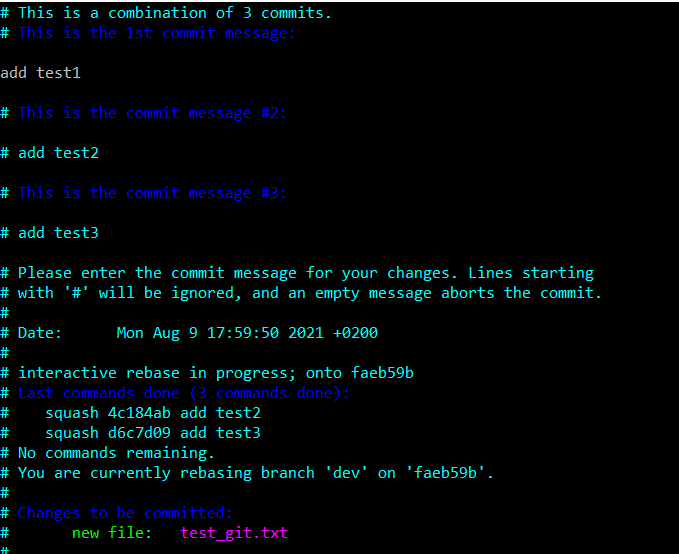 # This is a combination of 3 commits.
# This is the 1st commit message:
add test1
# This is the commit message #2:
# add test2
# This is the commit message #3:
# add test3
# Please enter the commit message for your changes. Lines starting
# with '#' will be ignored, and an empty message aborts the commit.
#
# Date:      Mon Aug 9 17:59:50 2021 +0200
#
# interactive rebase in progress; onto faeb59b
# Last commands done (3 commands done):
#    squash 4c184ab add test2
#    squash d6c7d09 add test3
# No commands remaining.
# You are currently rebasing branch 'dev' on 'faeb59b'.
#
# Changes to be committed:
#       new file:   test_git.txt
#